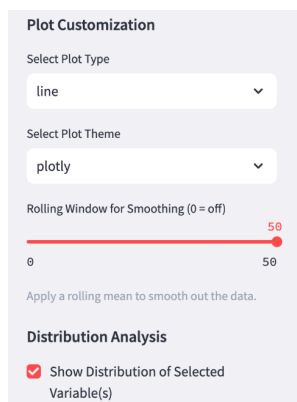 Plot Customization
Select Plot Type
line
Select Plot Theme
plotly
Rolling Window for Smoothing (0 = off)
50
0 50
Apply a rolling mean to smooth out the data.
Distribution Analysis
Show Distribution of Selected
Variable(s)